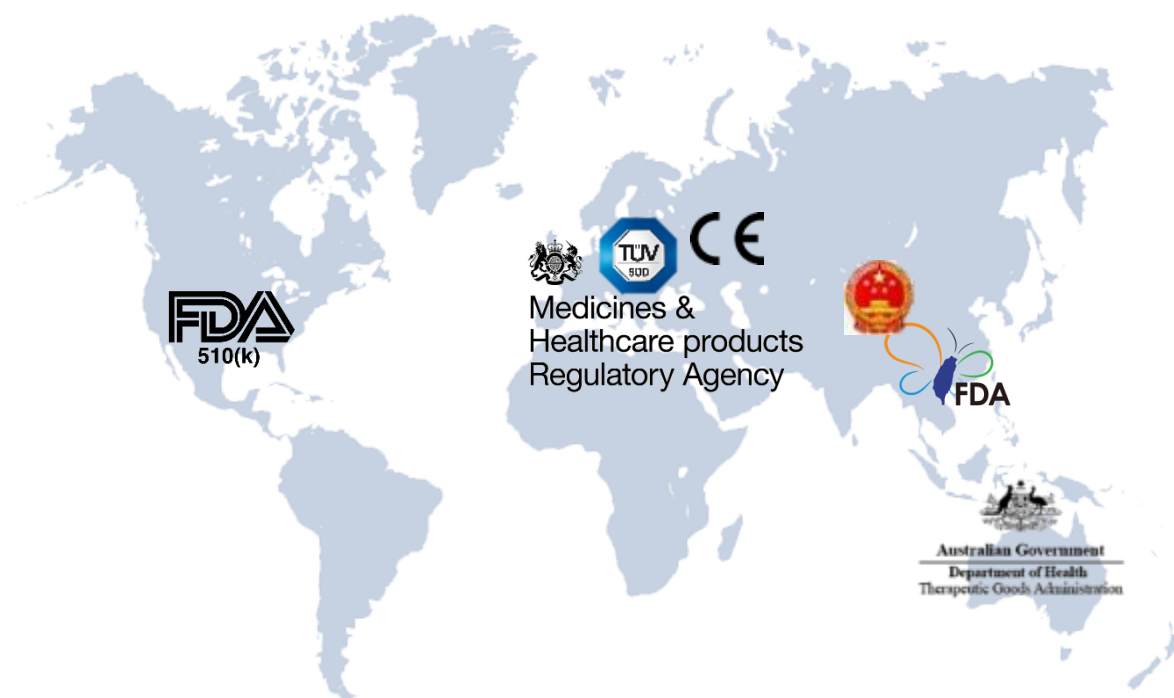 FDA
510(k)
TÜV
SÜD
CE
Medicines &
Healthcare products
Regulatory Agency
FDA
Australian Government
Department of Health
Therapeutic Goods Administration